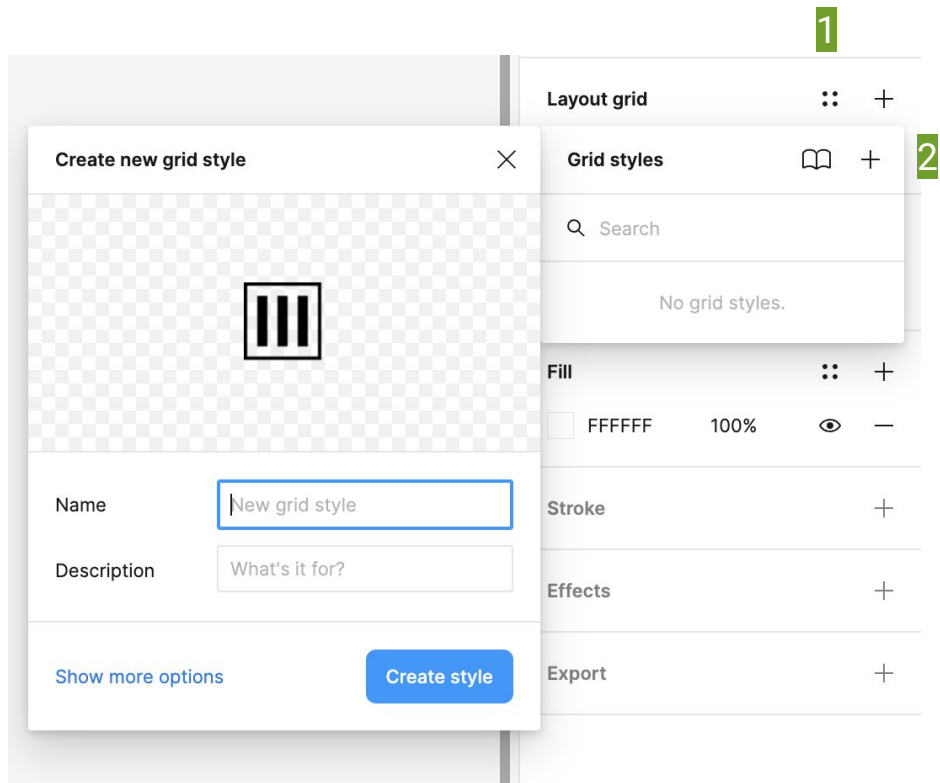 1
Layout grid
Create new grid style
Grid styles
2
Search
No grid styles.
Fill
FFFFFF 100%
Name
New grid style
Stroke
Description
What's it for?
Effects
Show more options
Create style
Export